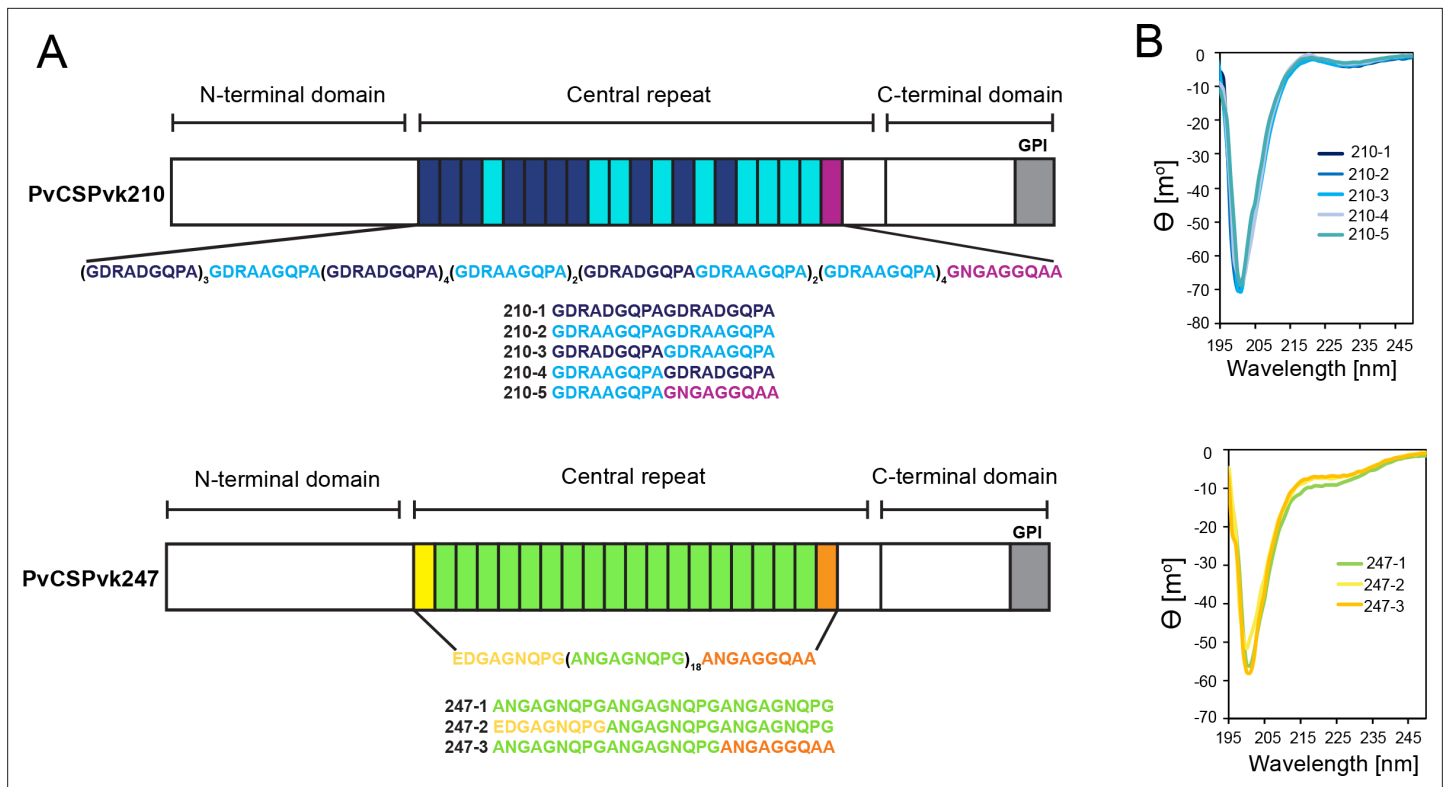 A
N-terminal domain Central repeat C-terminal domain
GPI
PvCSPvk210
(GDRADGQPA)3GDRAAGQPA(GDRADGQPA)4(GDRAAGQPA)2(GDRADGQPAGDRAAGQPA)2(GDRAAGQPA)4GNGAGGQAA
210-1 GDRADGQPAGDRADGQPA
210-2 GDRAAGQPAGDRAAGQPA
210-3 GDRADGQPAGDRAAGQPA
210-4 GDRAAGQPAGDRADGQPA
210-5 GDRAAGQPAGNGAGGQAA
N-terminal domain Central repeat C-terminal domain
GPI
PvCSPvk247
EDGAGNQPG(ANGAGNQPG)18ANGAGGQAA
247-1 ANGAGNQPGANGAGNQPGANGAGNQPG
247-2 EDGAGNQPGANGAGNQPGANGAGNQPG
247-3 ANGAGNQPGANGAGNQPGANGAGGQAA
B
0
-10
-20
-30
-40
-50
-60
-70
-80
Θ [mº]
210-1
210-2
210-3
210-4
210-5
195 205 215 225 235 245
Wavelength [nm]
0
-10
-20
-30
-40
-50
-60
-70
Θ [mº]
247-1
247-2
247-3
195 205 215 225 235 245
Wavelength [nm]